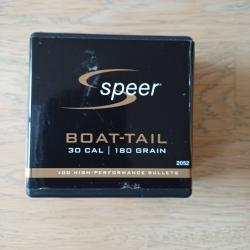 speer®
BOAT-TAIL
30 CAL | 180 GRAIN
2052
100 HIGH-PERFORMANCE BULLETS